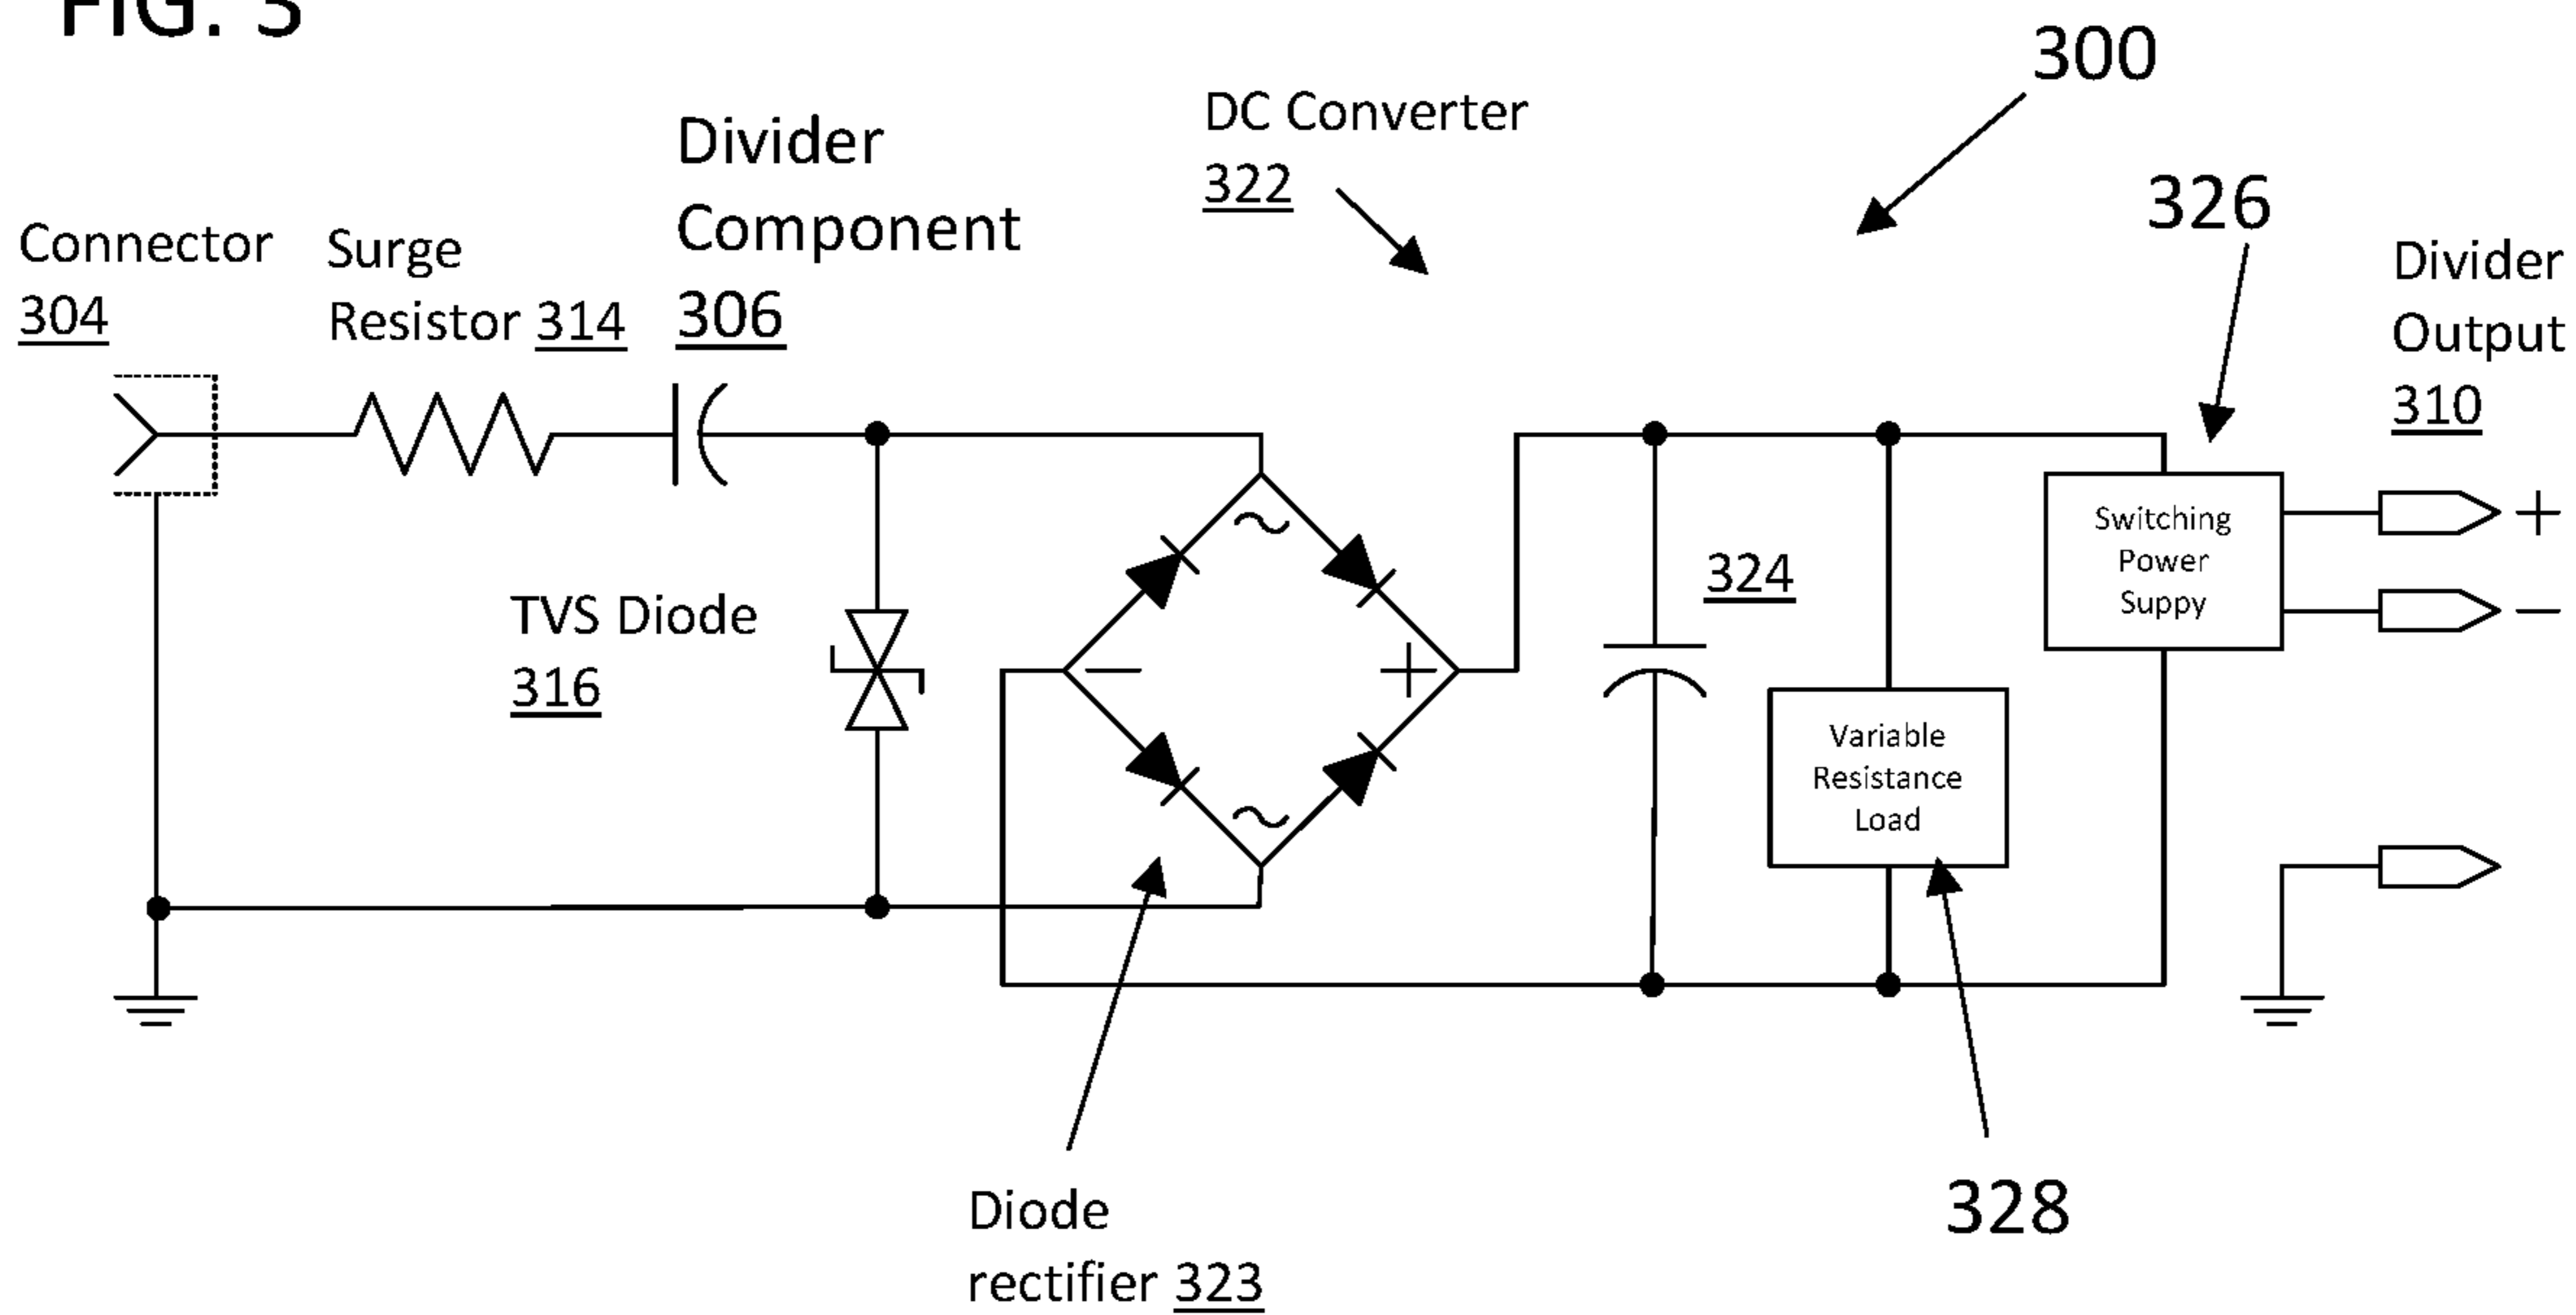 FIG. 3
300
DC Converter
322
Divider
Component
306
326
Connector
304
Surge
Resistor 314
Divider
Output
310
+
−
Switching
Power
Suppy
324
TVS Diode
316
~
−
+
~
Variable
Resistance
Load
328
Diode
rectifier 323